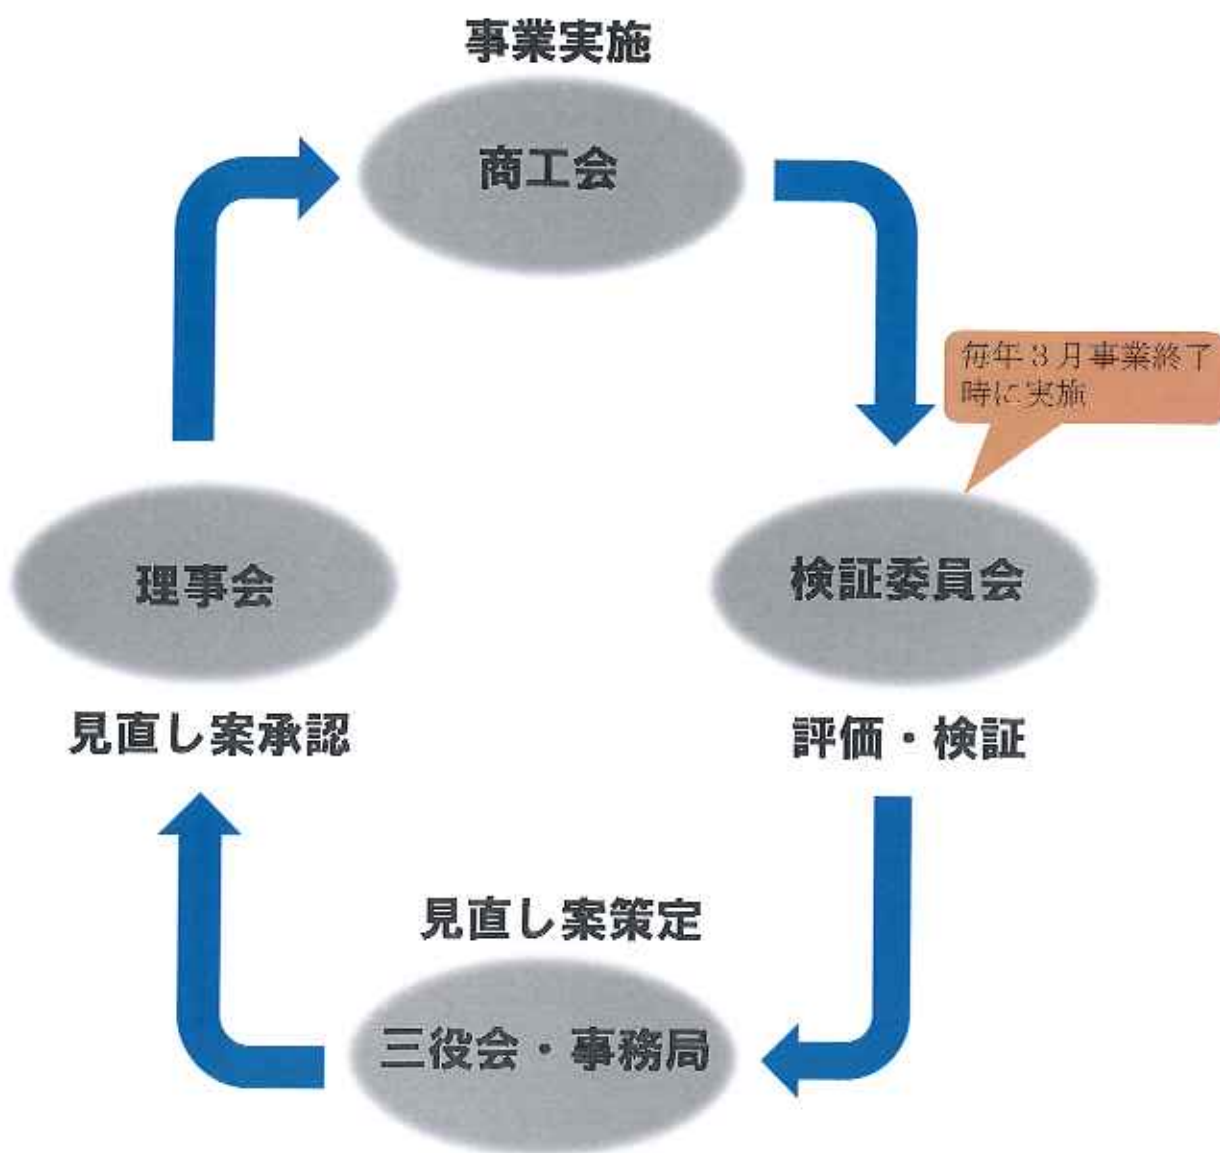 事業実施
商工会
毎年３月事業終了
時に実施
検証委員会
評価・検証
見直し案策定
三役会・事務局
理事会
見直し案承認